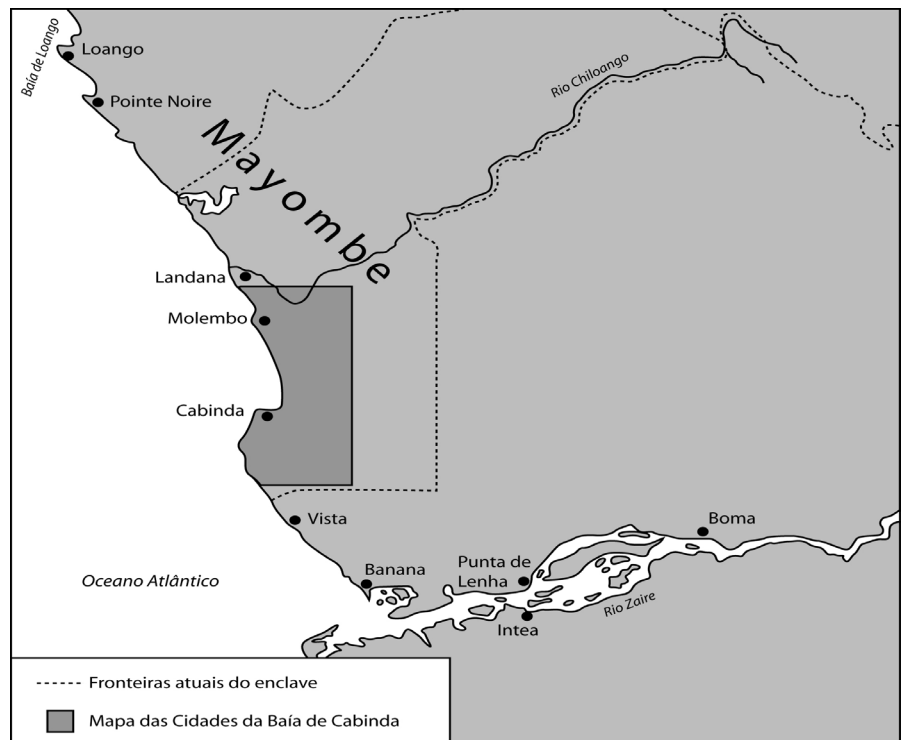 Baía de Loango
Loango
Pointe Noire
Rio Chiloango
Mayombe
Landana
Molembo
Cabinda
Vista
Boma
Banana
Punta de
Lenha
Oceano Atlântico
Rio Zaire
Intea
Fronteiras atuais do enclave
Mapa das Cidades da Baía de Cabinda